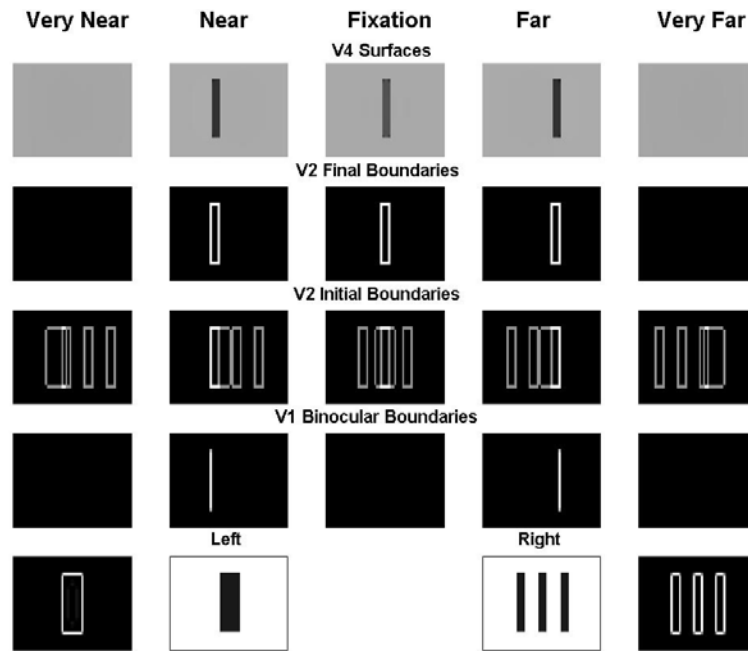 Very Near Near Fixation Far Very Far
V4 Surfaces
V2 Final Boundaries
V2 Initial Boundaries
V1 Binocular Boundaries
Left Right